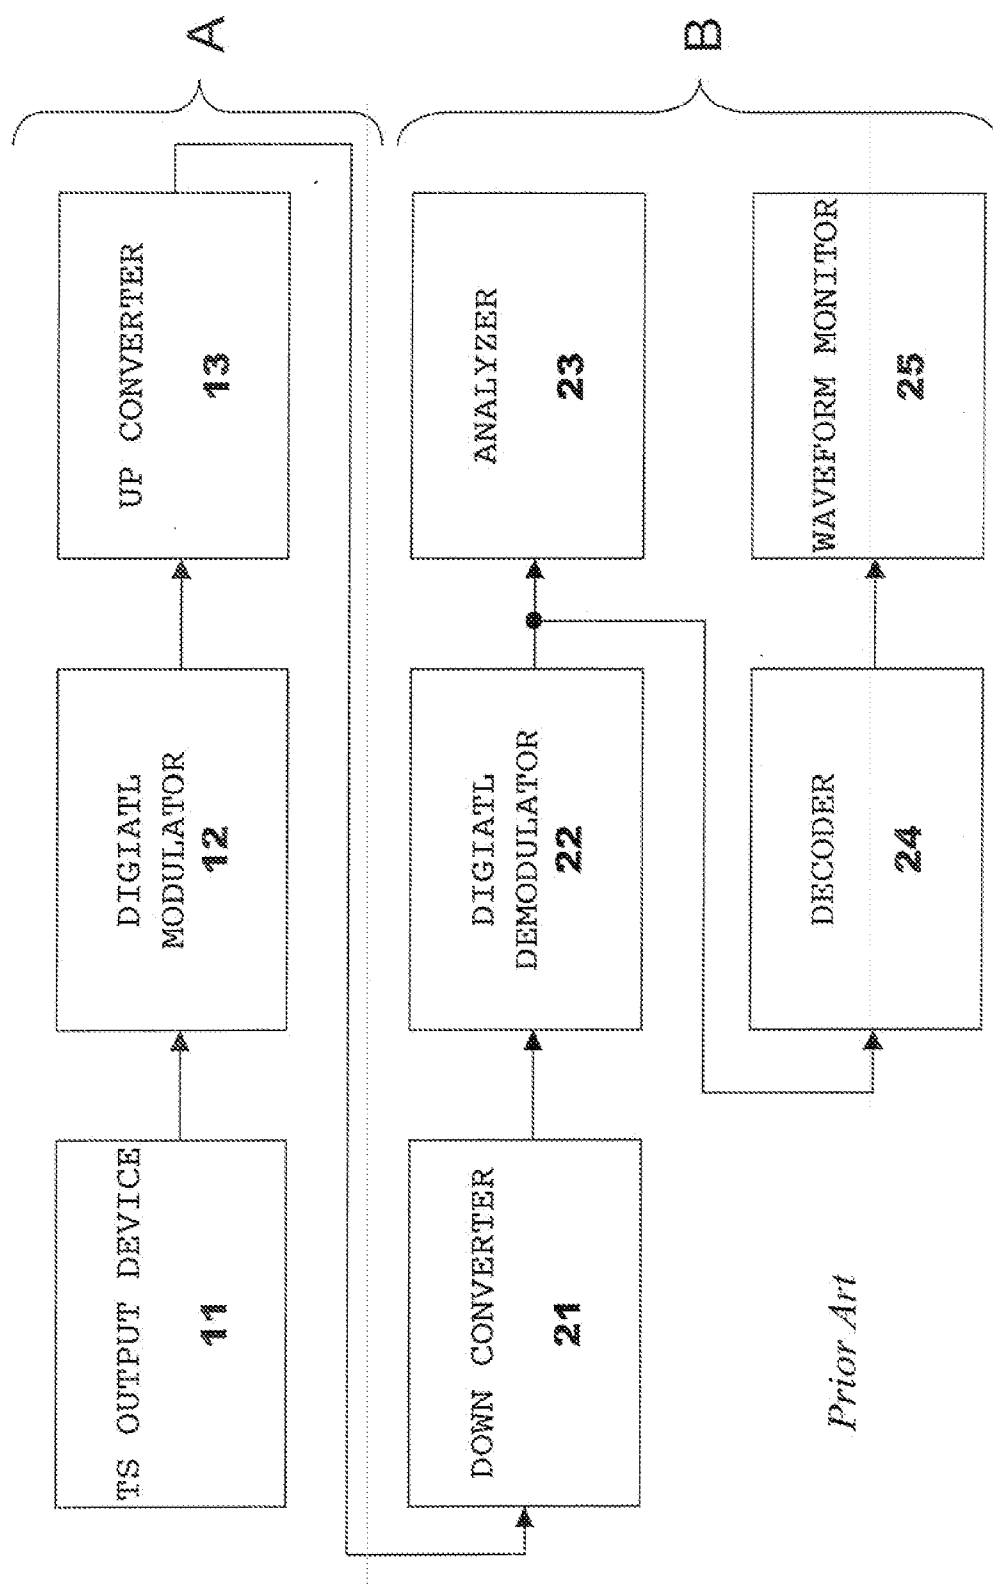 TS OUTPUT DEVICE
11
DIGIATL
MODULATOR
12
UP CONVERTER
13
A
DOWN CONVERTER
21
DIGIATL
DEMODULATOR
22
ANALYZER
23
B
DECODER
24
WAVEFORM MONITOR
25
Prior Art